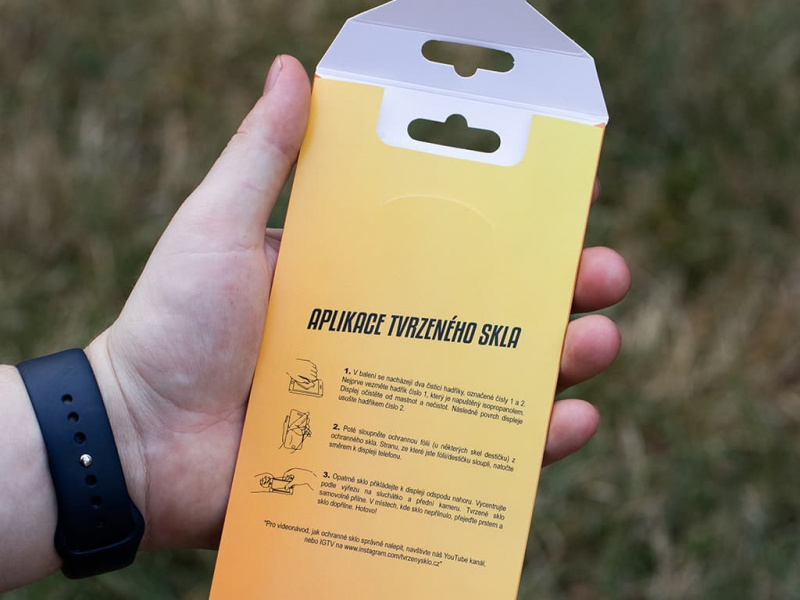 APLIKACE TVRZENÉHO SKLA
1. V balení se nacházejí dva čisticí hadříky, označené čísly 1 a 2.
Nejprve vezměte hadřík číslo 1, který je napuštěný isopropanolem.
Displej očistěte od mastnot a nečistot. Následně povrch displeje
usušte hadříkem číslo 2.
2. Poté sloupněte ochrannou fólii (u některých skel destičku) z
ochranného skla. Stranu, ze které jste fólii/destičku sloupli, natočte
směrem k displeji telefonu.
3. Opatrně sklo přikládejte k displeji odspodu nahoru. Vycentrujte
podle výřezu na sluchátko a přední kameru. Tvrzené sklo
samovolně přilne. V místech, kde sklo nepřilnulo, přejeďte prstem a
sklo dopřilne. Hotovo!
"Pro videonávod, jak ochranné sklo správně nalepit, navštivte náš YouTube kanál,
nebo IGTV na www.instagram.com/tvrzenysklo.cz"